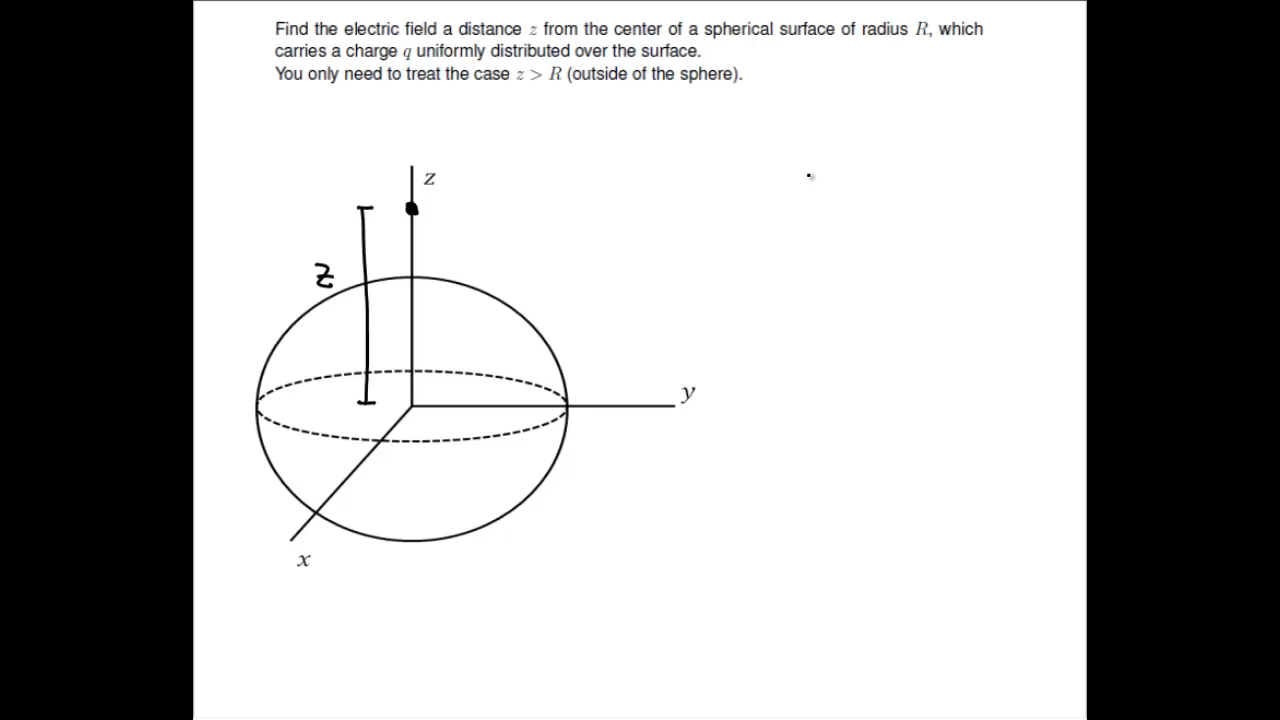 Find the electric field a distance z from the center of a spherical surface of radius R, which
carries a charge q uniformly distributed over the surface.
You only need to treat the case z > R (outside of the sphere).
z
z
y
x